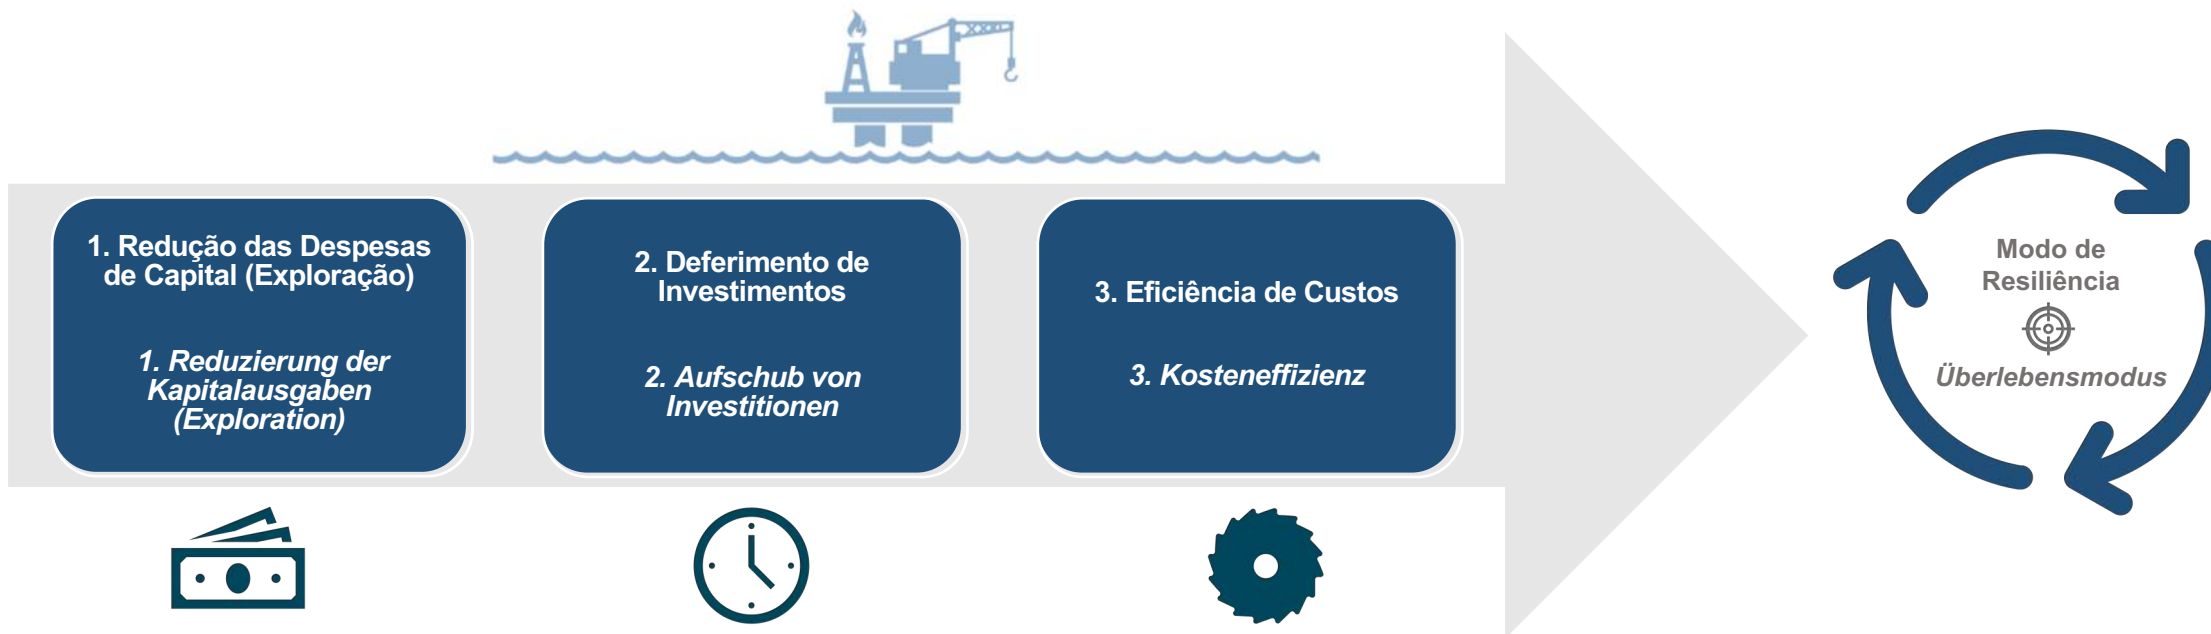 1. Redução das Despesas
de Capital (Exploração)
1. Reduzierung der
Kapitalausgaben
(Exploration)
2. Deferimento de
Investimentos
2. Aufschub von
Investitionen
3. Eficiência de Custos
3. Kosteneffizienz
Modo de
Resiliência
Überlebensmodus